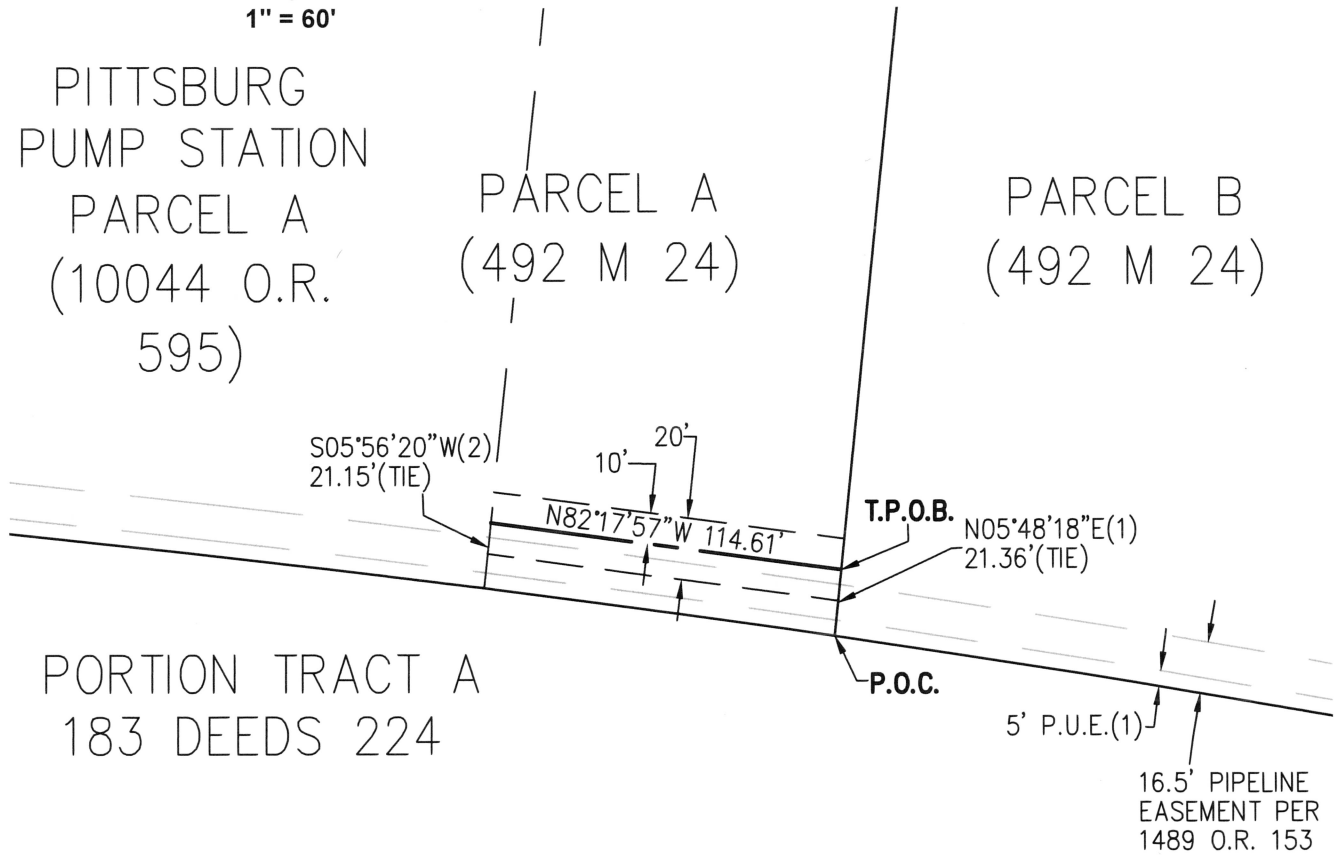 1" = 60'
PITTSBURG
PUMP STATION
PARCEL A
(10044 O.R.
595)
PARCEL A
(492 M 24)
PARCEL B
(492 M 24)
S05°56'20"W(2)
21.15'(TIE)
10'
20'
N82°17'57"W 114.61'
T.P.O.B.
N05°48'18"E(1)
21.36'(TIE)
P.O.C.
PORTION TRACT A
183 DEEDS 224
5' P.U.E.(1)
16.5' PIPELINE
EASEMENT PER
1489 O.R. 153